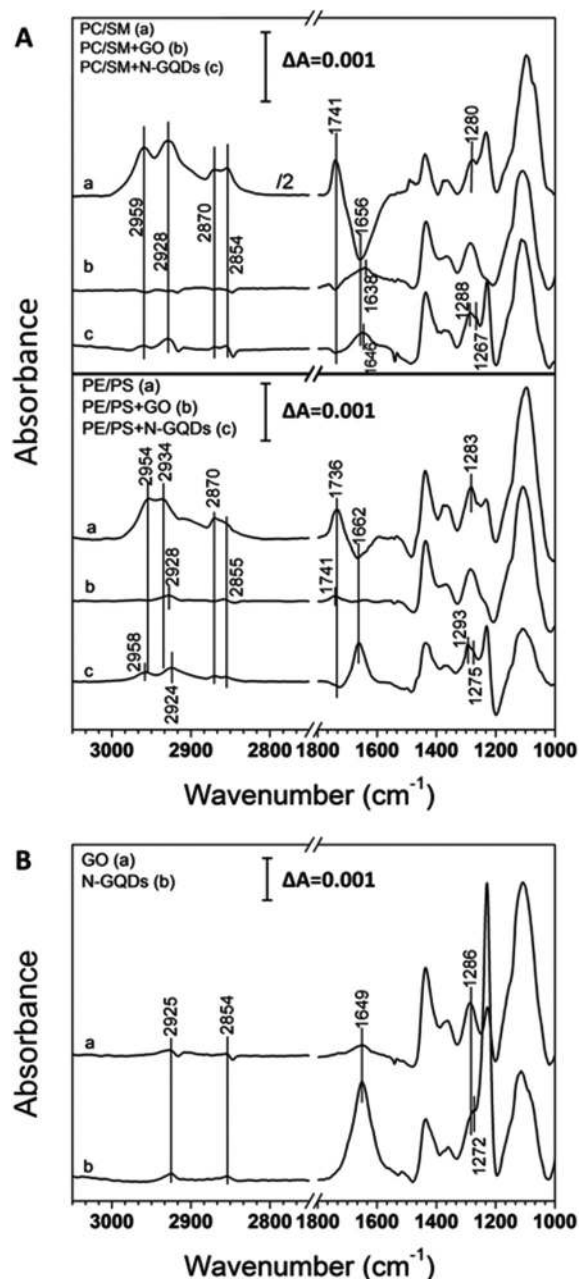 A
PC/SM (a)
PC/SM+GO (b)
PC/SM+N-GQDs (c)
ΔA=0.001
1741
1280
a
/2
2959
2928
2870
2854
1656
b
1638
1288
1267
c
1646
PE/PS (a)
PE/PS+GO (b)
PE/PS+N-GQDs (c)
ΔA=0.001
2954
2934
2870
1736
1662
1283
a
2928
2855
1741
b
2958
2924
1293
1275
c
Absorbance
3000 2900 2800 1800 1600 1400 1200 1000
Wavenumber (cm⁻¹)
B
GO (a)
N-GQDs (b)
ΔA=0.001
2925
2854
1649
1286
a
1272
b
Absorbance
3000 2900 2800 1800 1600 1400 1200 1000
Wavenumber (cm⁻¹)